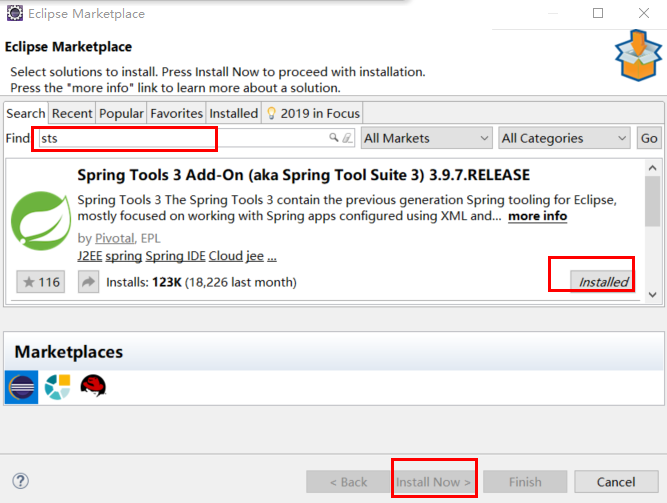 Eclipse Marketplace
Eclipse Marketplace
Select solutions to install. Press Install Now to proceed with installation.
Press the "more info" link to learn more about a solution.
Search Recent Popular Favorites Installed 2019 in Focus
Find: sts All Markets All Categories Go
Spring Tools 3 Add-On (aka Spring Tool Suite 3) 3.9.7.RELEASE
Spring Tools 3 The Spring Tools 3 contain the previous generation Spring tooling for Eclipse,
mostly focused on working with Spring apps configured using XML and... more info
by Pivotal, EPL
J2EE spring Spring IDE Cloud jee ...
116 Installs: 123K (18,226 last month) Installed
Marketplaces
? < Back Install Now > Finish Cancel